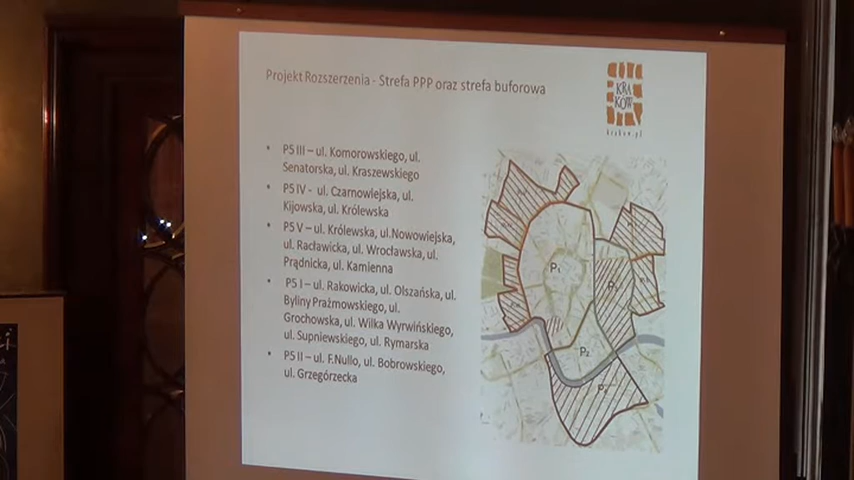 Projekt Rozszerzenia - Strefa PPP oraz strefa buforowa
KRA
KÓW
krakow.pl
• P5 III – ul. Komorowskiego, ul.
Senatorska, ul. Kraszewskiego
• P5 IV - ul. Czarnowiejska, ul.
Kijowska, ul. Królewska
• P5 V – ul. Królewska, ul.Nowowiejska,
ul. Racławicka, ul. Wrocławska, ul.
Prądnicka, ul. Kamienna
• P5 I – ul. Rakowicka, ul. Olszańska, ul.
Byliny Prażmowskiego, ul.
Grochowska, ul. Wilka Wyrwińskiego,
ul. Supniewskiego, ul. Rymarska
• P5 II – ul. F.Nullo, ul. Bobrowskiego,
ul. Grzegórzecka
P1
P2